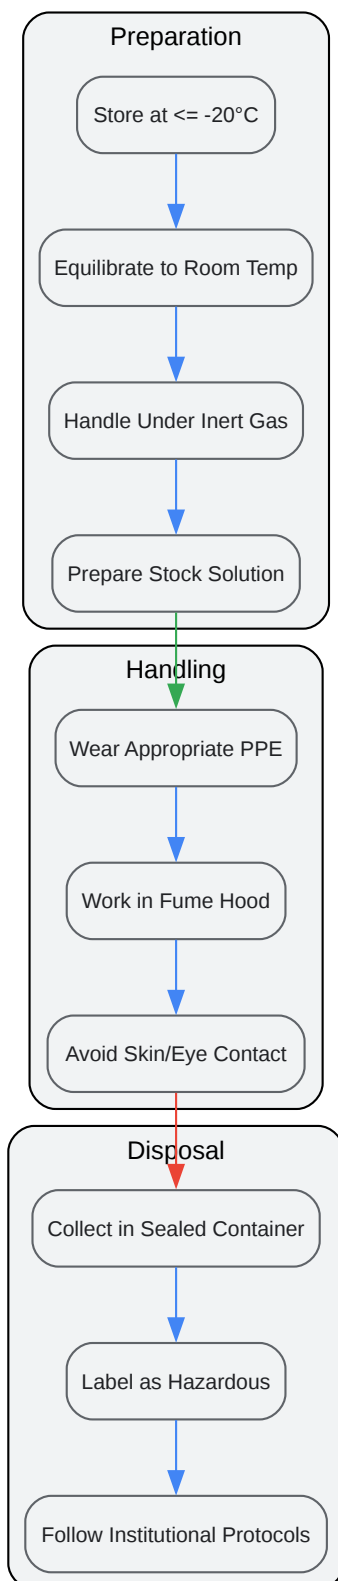 Preparation
Store at <= -20°C
Equilibrate to Room Temp
Handle Under Inert Gas
Prepare Stock Solution
Handling
Wear Appropriate PPE
Work in Fume Hood
Avoid Skin/Eye Contact
Disposal
Collect in Sealed Container
Label as Hazardous
Follow Institutional Protocols